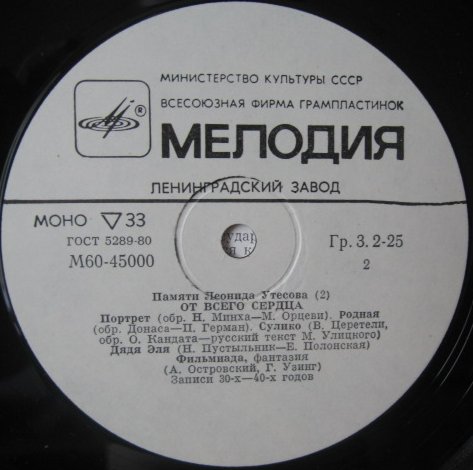 МИНИСТЕРСТВО КУЛЬТУРЫ СССР
ВСЕСОЮЗНАЯ ФИРМА ГРАМПЛАСТИНОК
®
МЕЛОДИЯ
ЛЕНИНГРАДСКИЙ ЗАВОД
МОНО ▽33
ГОСТ 5289-80
М60-45000
Гр. 3. 2-25
2
удар
Памяти Леонида Утесова (2)
ОТ ВСЕГО СЕРДЦА
Портрет (обр. Н. Минха—М. Орцеви). Родная
(обр. Донаса—П. Герман). Сулико (В. Церетели,
обр. О. Кандата—русский текст М. Улицкого)
Дядя Эля (Н. Пустыльник—Е. Полонская)
Фильмиада, фантазия
(А. Островский, Г. Узинг)
Записи 30-х—40-х годов